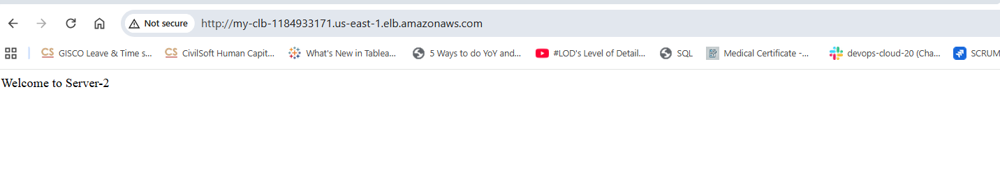 Not secure http://my-clb-1184933171.us-east-1.elb.amazonaws.com
CS GISCO Leave & Time s... CS CivilSoft Human Capit... What's New in Tablea... 5 Ways to do YoY and... #LOD's Level of Detail... SQL Medical Certificate -... devops-cloud-20 (Cha... SCRUM
Welcome to Server-2